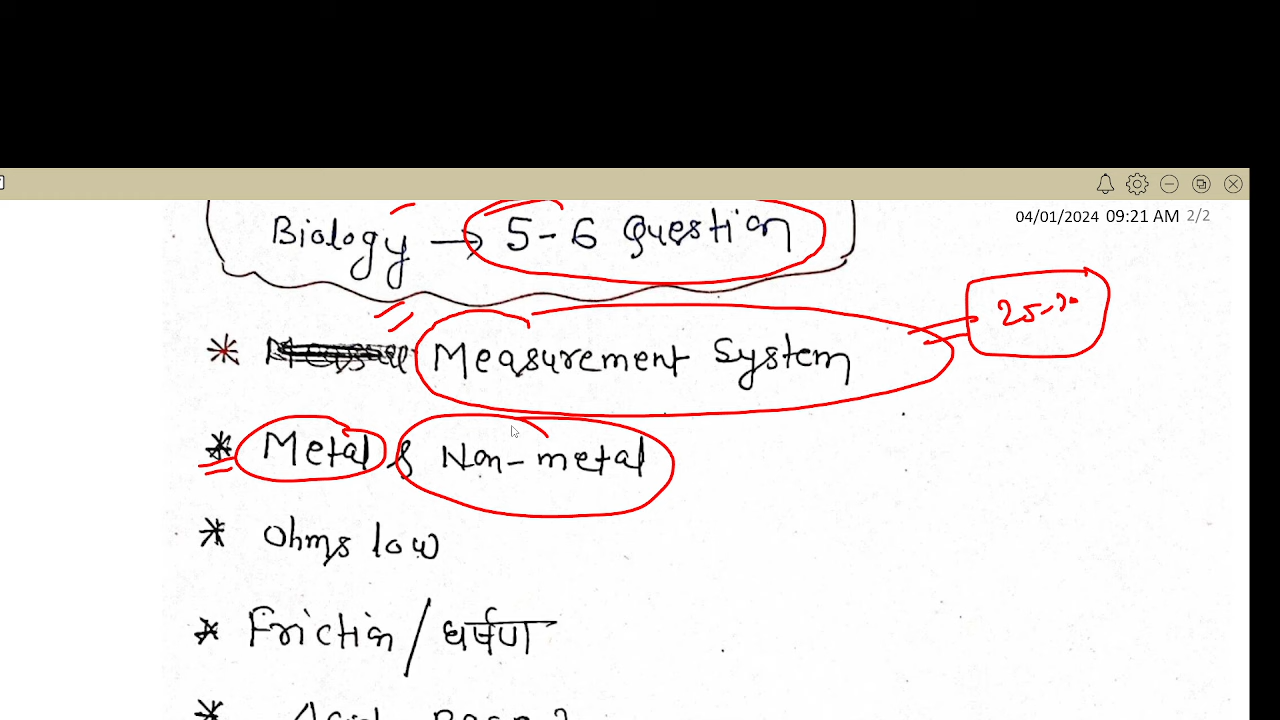 Biology → 5-6 Question
04/01/2024 09:21 AM 2/2
* Measurement System
* Metal & Non-metal
* Ohms low
* Friction / घर्षण